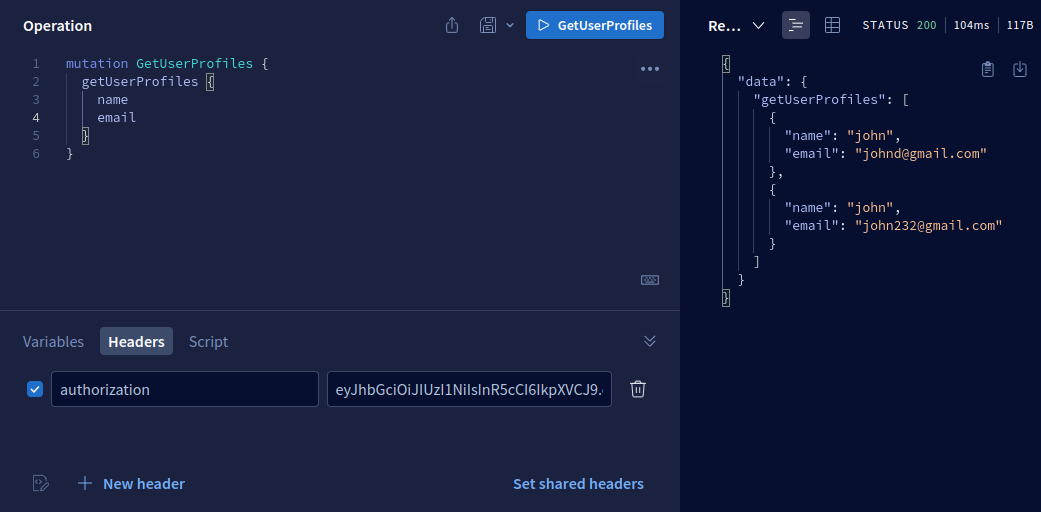 Operation
GetUserProfiles
1 mutation GetUserProfiles {
2 getUserProfiles {
3 name
4 email
5 }
6 }
Variables Headers Script
authorization eyJhbGciOiJIUzI1NiIsInR5cCI6IkpXVCJ9.
New header Set shared headers
Re... STATUS 200 104ms 117B
{
"data": {
"getUserProfiles": [
{
"name": "john",
"email": "johnd@gmail.com"
},
{
"name": "john",
"email": "john232@gmail.com"
}
]
}
}